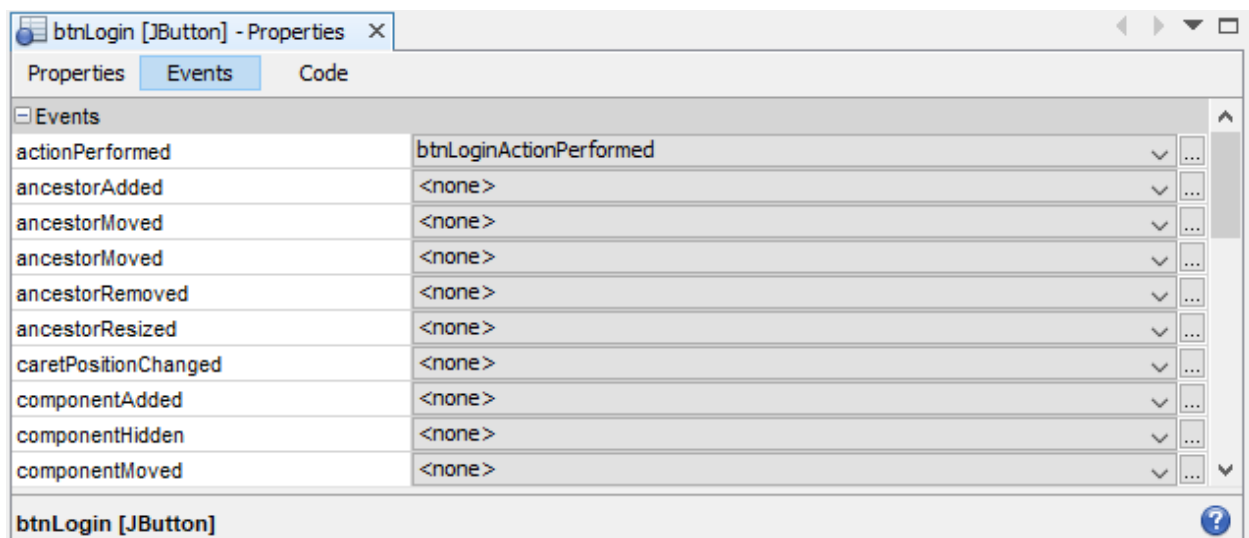 btnLogin [JButton] - Properties
Properties Events Code
Events
actionPerformed btnLoginActionPerformed ...
ancestorAdded <none> ...
ancestorMoved <none> ...
ancestorMoved <none> ...
ancestorRemoved <none> ...
ancestorResized <none> ...
caretPositionChanged <none> ...
componentAdded <none> ...
componentHidden <none> ...
componentMoved <none> ...
btnLogin [JButton] ?